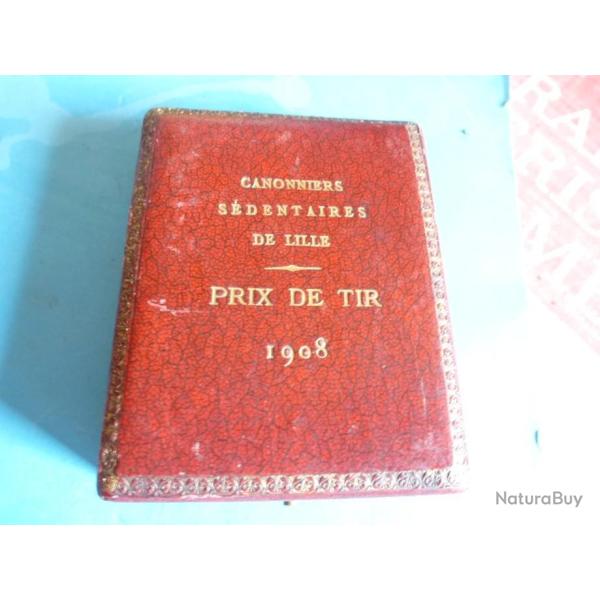 CANONNIERS
SÉDENTAIRES
DE LILLE
PRIX DE TIR
1908
NaturaBuy